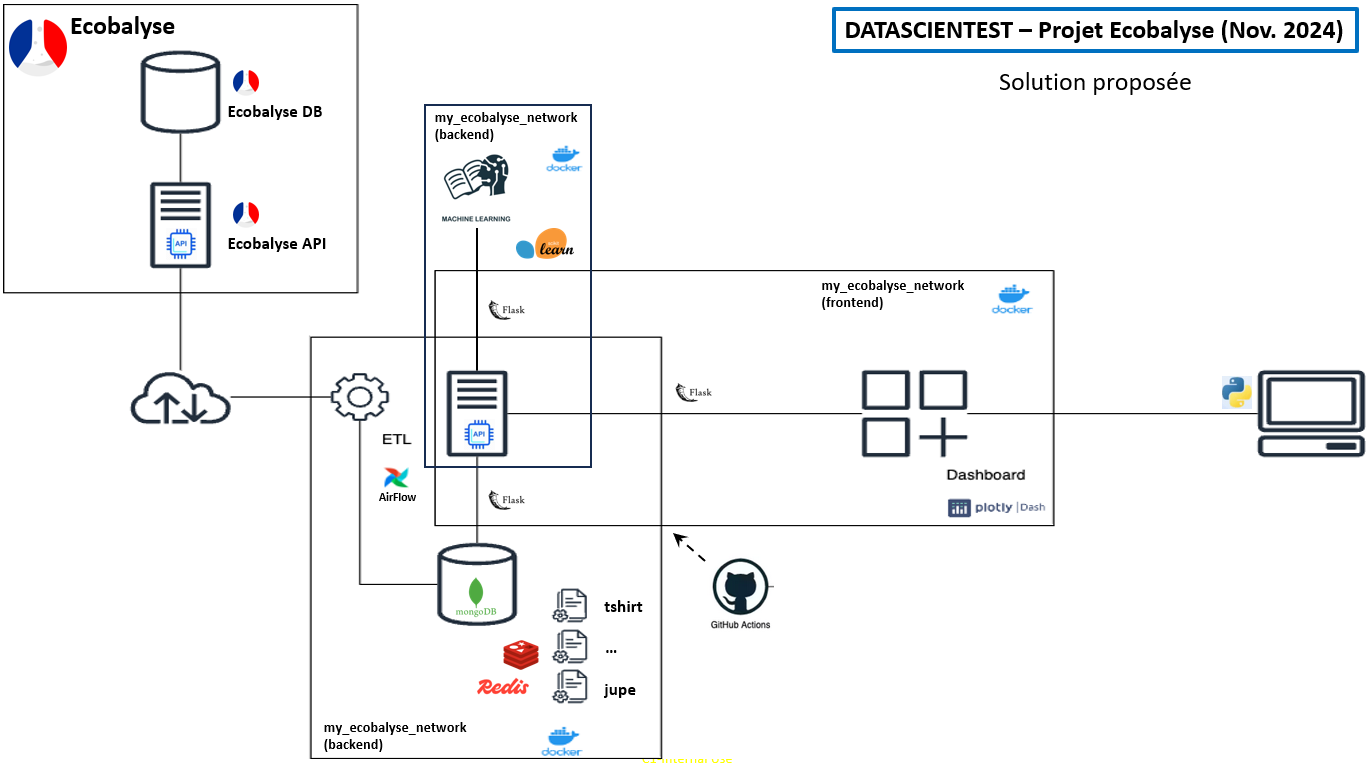 Ecobalyse
DATASCIENTEST – Projet Ecobalyse (Nov. 2024)
Solution proposée
Ecobalyse DB
my_ecobalyse_network
(backend)
docker
MACHINE LEARNING
learn
API
Ecobalyse API
my_ecobalyse_network
(frontend)
docker
Flask
Flask
API
ETL
AirFlow
Flask
Dashboard
plotly | Dash
mongoDB
tshirt
...
jupe
Redis
GitHub Actions
my_ecobalyse_network
(backend)
docker